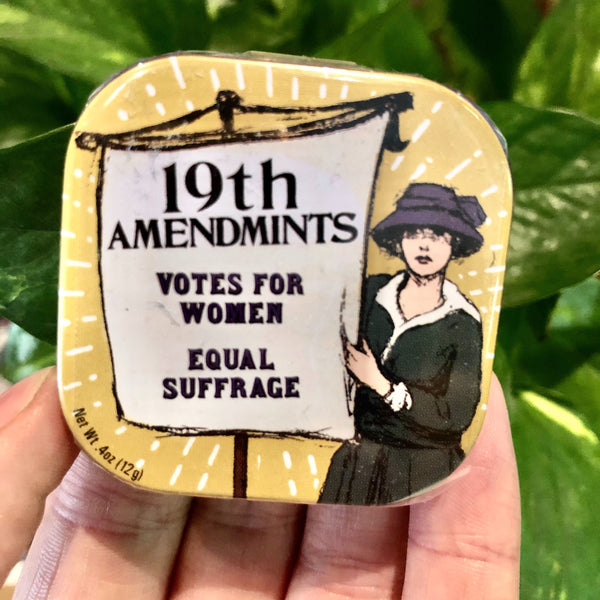 19th
AMENDMINTS
VOTES FOR
WOMEN
EQUAL
SUFFRAGE
Net Wt .4oz (12g)